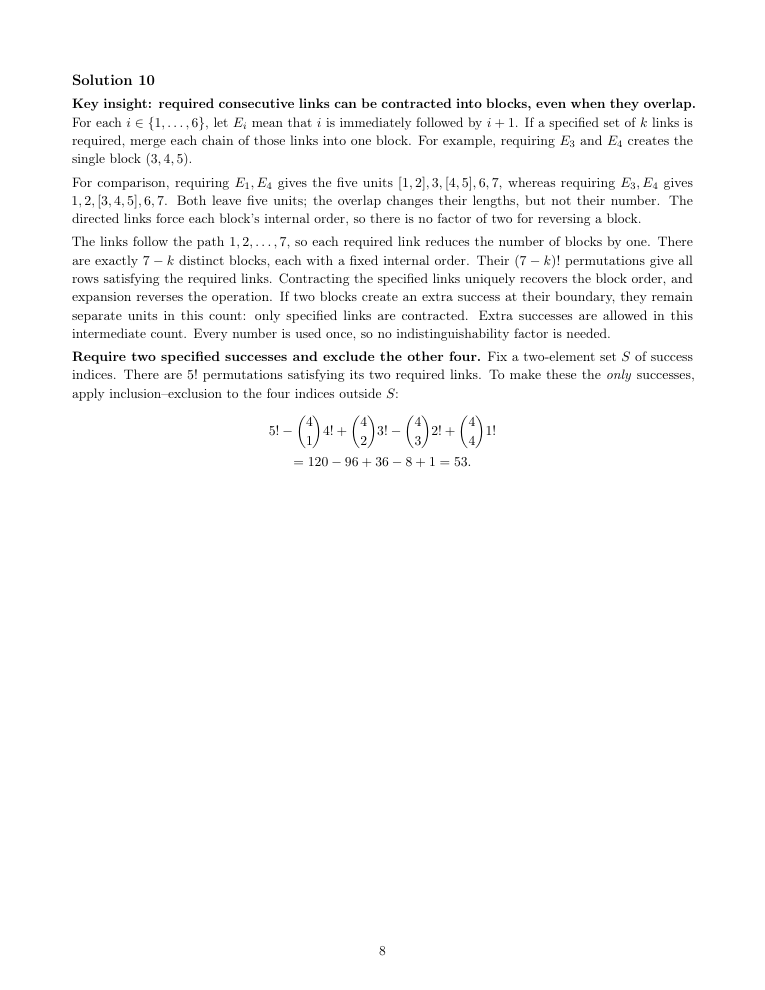 Solution 10
Key insight: required consecutive links can be contracted into blocks, even when they overlap.
For each i ∈ {1, . . . , 6}, let E_i mean that i is immediately followed by i + 1. If a specified set of k links is
required, merge each chain of those links into one block. For example, requiring E_3 and E_4 creates the
single block (3, 4, 5).
For comparison, requiring E_1, E_4 gives the five units [1, 2], 3, [4, 5], 6, 7, whereas requiring E_3, E_4 gives
1, 2, [3, 4, 5], 6, 7. Both leave five units; the overlap changes their lengths, but not their number. The
directed links force each block's internal order, so there is no factor of two for reversing a block.
The links follow the path 1, 2, . . . , 7, so each required link reduces the number of blocks by one. There
are exactly 7 − k distinct blocks, each with a fixed internal order. Their (7 − k)! permutations give all
rows satisfying the required links. Contracting the specified links uniquely recovers the block order, and
expansion reverses the operation. If two blocks create an extra success at their boundary, they remain
separate units in this count: only specified links are contracted. Extra successes are allowed in this
intermediate count. Every number is used once, so no indistinguishability factor is needed.
Require two specified successes and exclude the other four. Fix a two-element set S of success
indices. There are 5! permutations satisfying its two required links. To make these the only successes,
apply inclusion–exclusion to the four indices outside S:
5! − (4 1) 4! + (4 2) 3! − (4 3) 2! + (4 4) 1!
= 120 − 96 + 36 − 8 + 1 = 53.
8